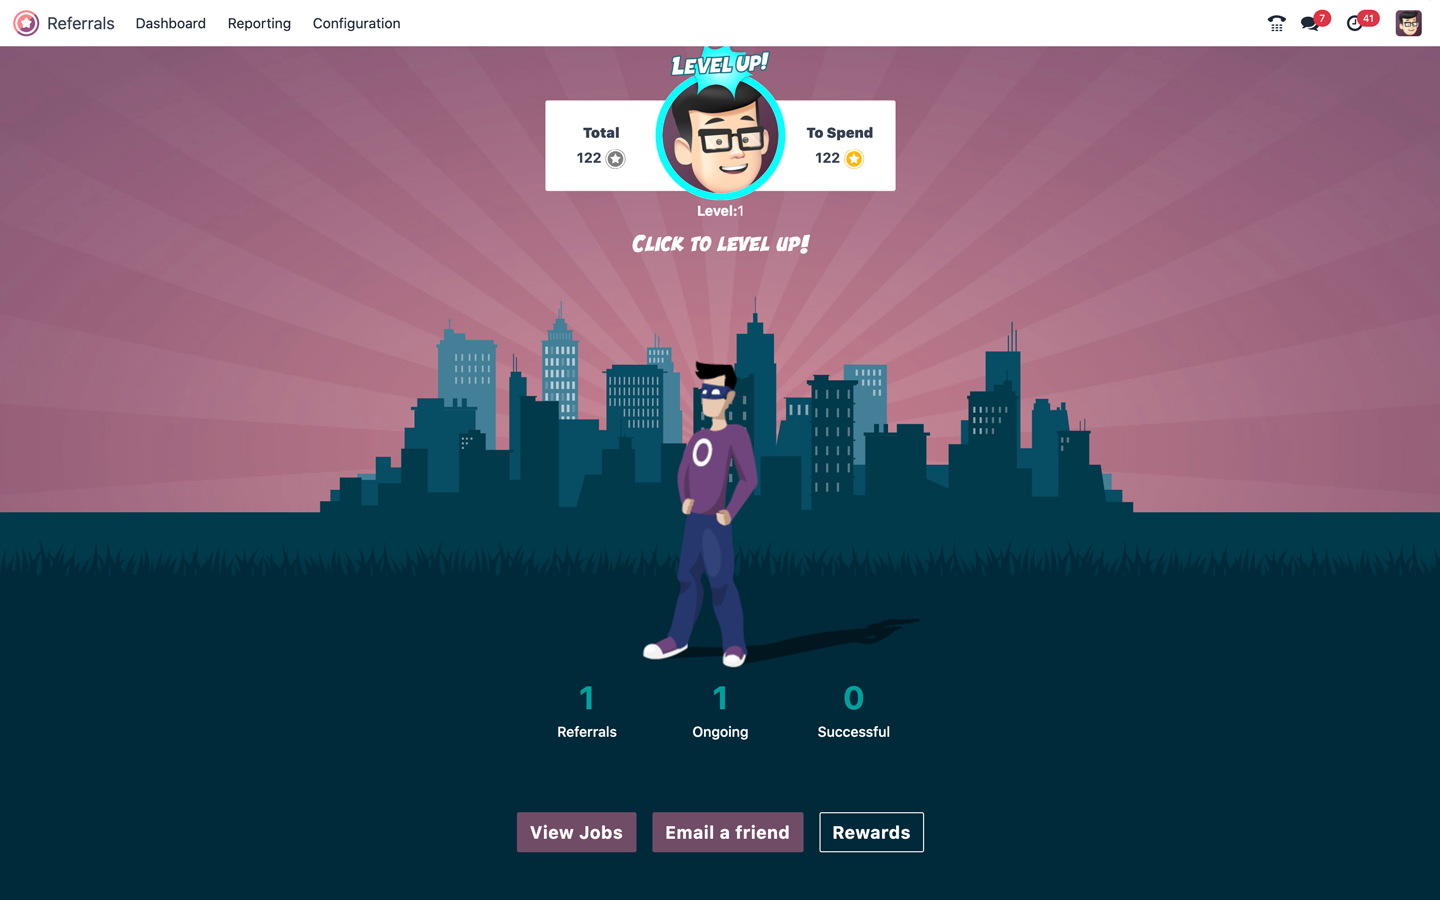 Referrals Dashboard Reporting Configuration 7 41
LEVEL UP!
Total To Spend
122 122
Level:1
CLICK TO LEVEL UP!
O
1 1 0
Referrals Ongoing Successful
View Jobs Email a friend Rewards